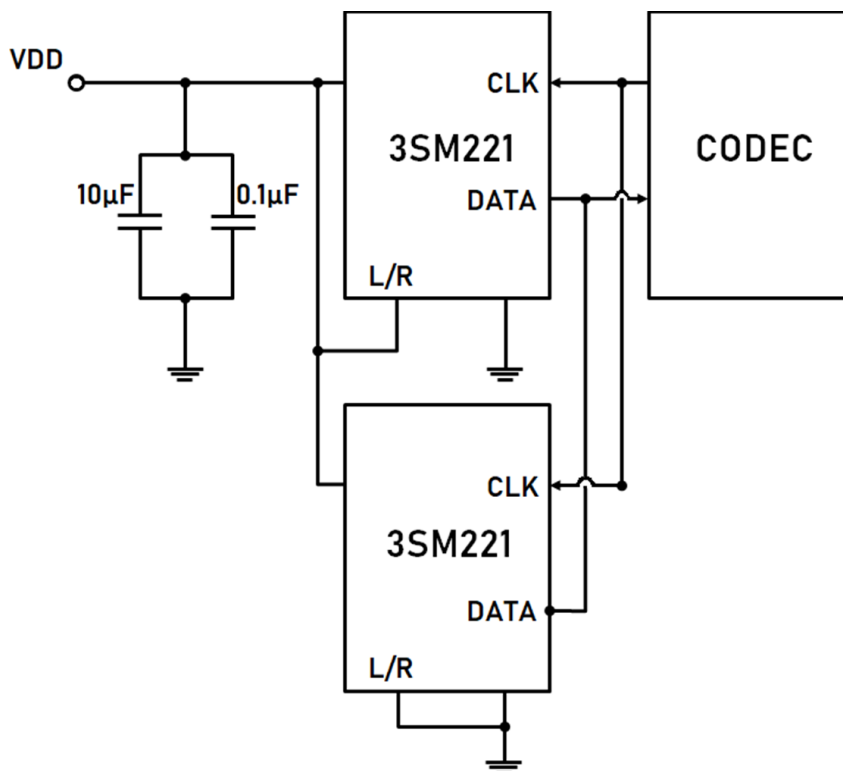 VDD
CLK
3SM221
CODEC
10µF
0.1µF
DATA
L/R
CLK
3SM221
DATA
L/R